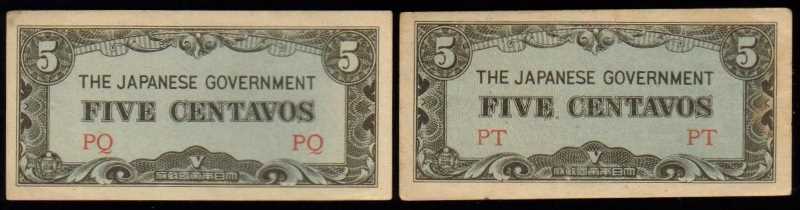 5 5
THE JAPANESE GOVERNMENT
FIVE CENTAVOS
PQ PQ
V
5 5
THE JAPANESE GOVERNMENT
FIVE CENTAVOS
PT PT
V